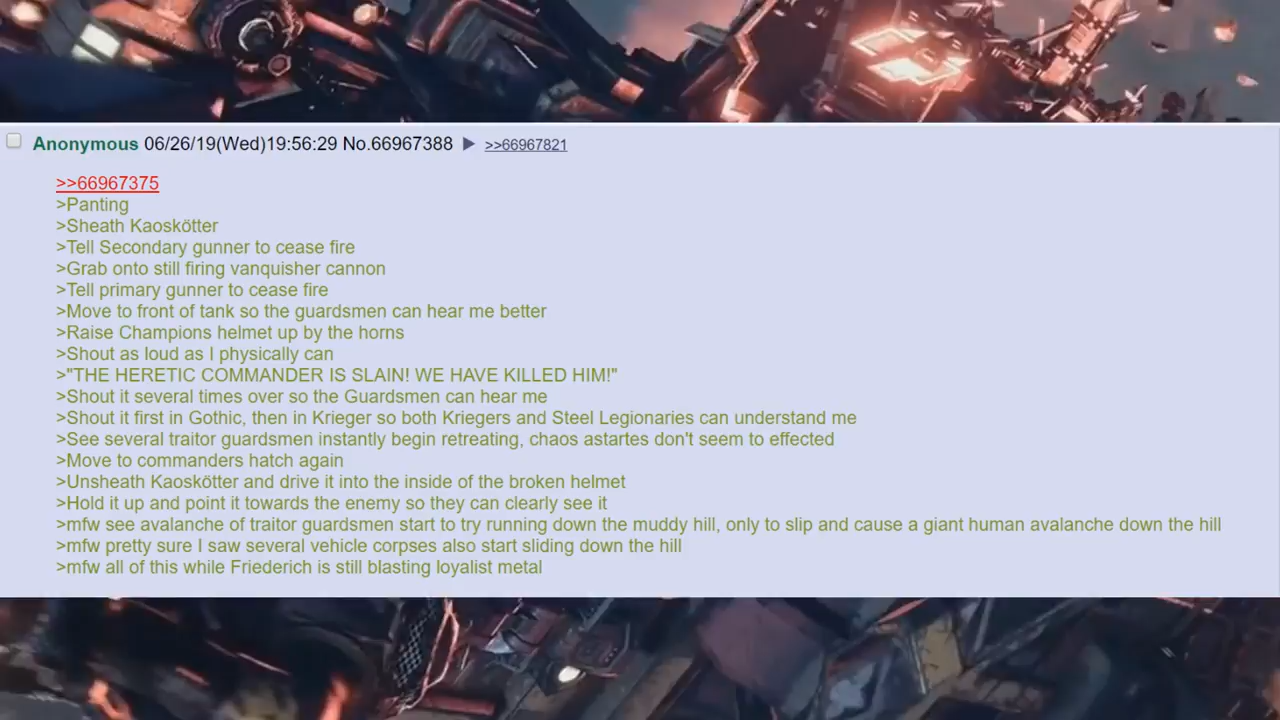 Anonymous 06/26/19(Wed)19:56:29 No.66967388 ▶ >>66967821
>>66967375
>Panting
>Sheath Kaoskötter
>Tell Secondary gunner to cease fire
>Grab onto still firing vanquisher cannon
>Tell primary gunner to cease fire
>Move to front of tank so the guardsmen can hear me better
>Raise Champions helmet up by the horns
>Shout as loud as I physically can
>"THE HERETIC COMMANDER IS SLAIN! WE HAVE KILLED HIM!"
>Shout it several times over so the Guardsmen can hear me
>Shout it first in Gothic, then in Krieger so both Kriegers and Steel Legionaries can understand me
>See several traitor guardsmen instantly begin retreating, chaos astartes don't seem to effected
>Move to commanders hatch again
>Unsheath Kaoskötter and drive it into the inside of the broken helmet
>Hold it up and point it towards the enemy so they can clearly see it
>mfw see avalanche of traitor guardsmen start to try running down the muddy hill, only to slip and cause a giant human avalanche down the hill
>mfw pretty sure I saw several vehicle corpses also start sliding down the hill
>mfw all of this while Friederich is still blasting loyalist metal